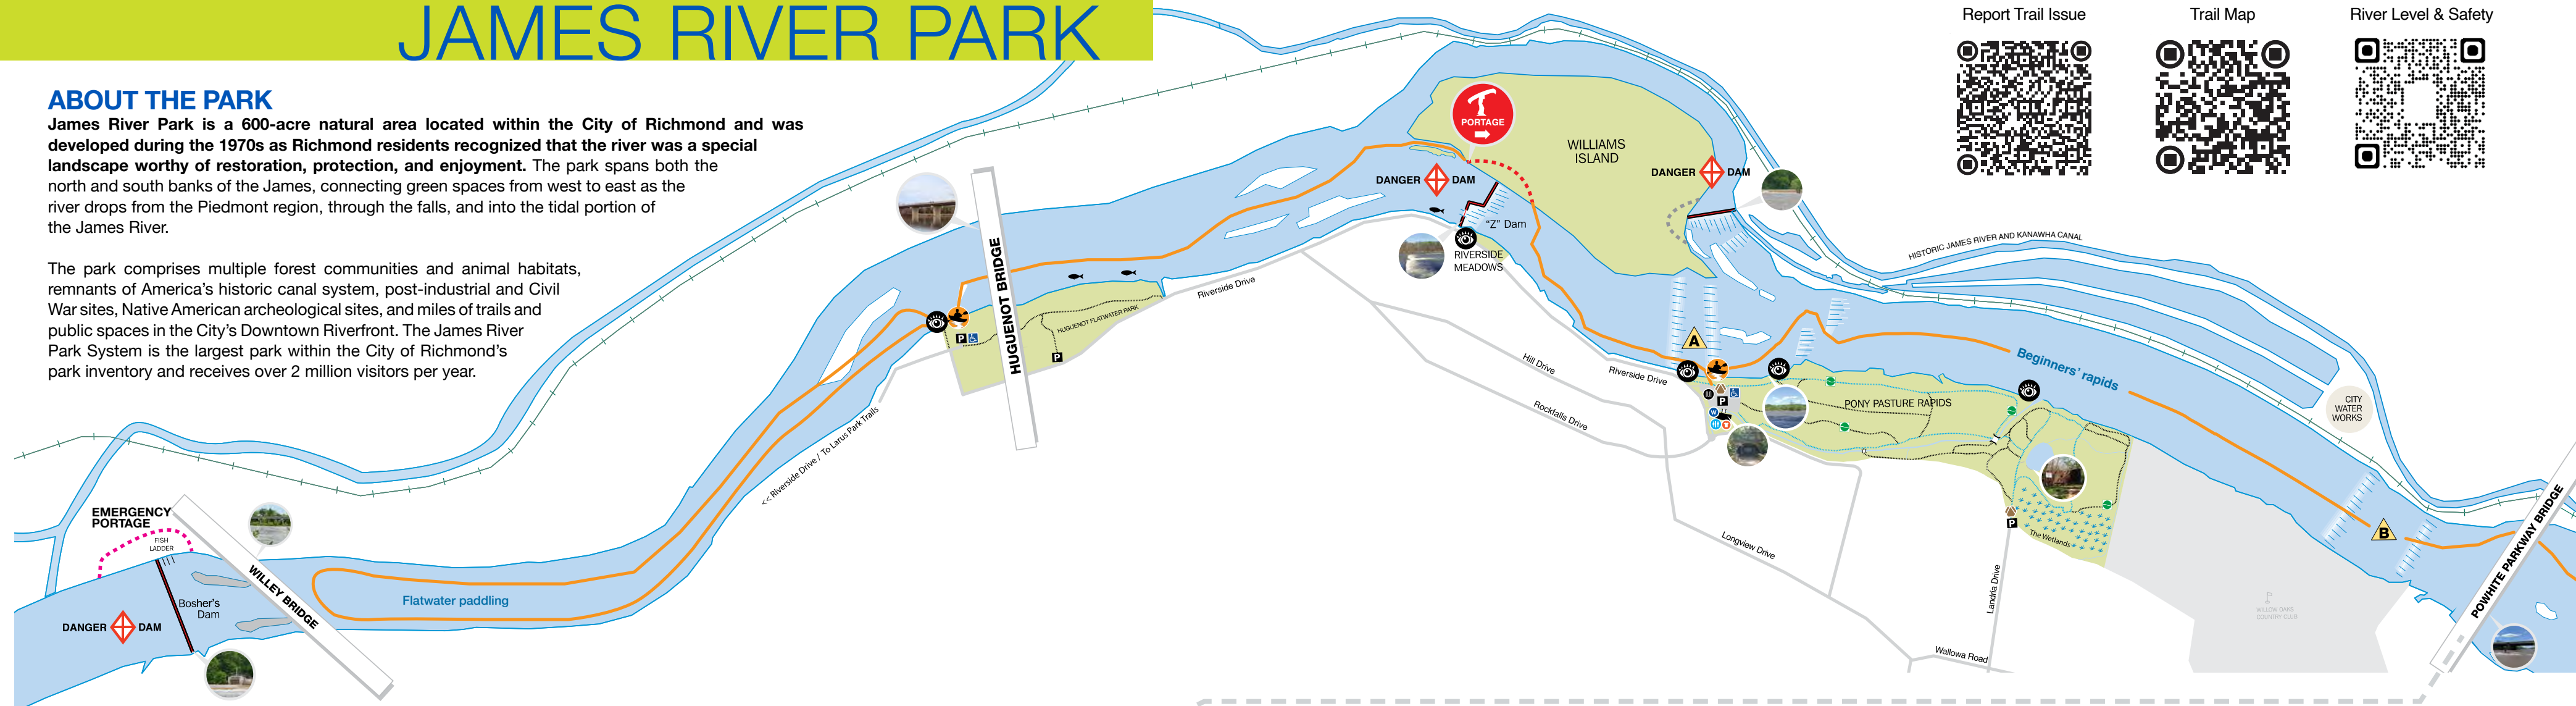 JAMES RIVER PARK
Report Trail Issue
Trail Map
River Level & Safety
ABOUT THE PARK
James River Park is a 600-acre natural area located within the City of Richmond and was
developed during the 1970s as Richmond residents recognized that the river was a special
landscape worthy of restoration, protection, and enjoyment. The park spans both the
north and south banks of the James, connecting green spaces from west to east as the
river drops from the Piedmont region, through the falls, and into the tidal portion of
the James River.
The park comprises multiple forest communities and animal habitats,
remnants of America's historic canal system, post-industrial and Civil
War sites, Native American archeological sites, and miles of trails and
public spaces in the City's Downtown Riverfront. The James River
Park System is the largest park within the City of Richmond's
park inventory and receives over 2 million visitors per year.
EMERGENCY
PORTAGE
FISH
LADDER
DANGER DAM
Bosher's
Dam
WILLEY BRIDGE
Flatwater paddling
<< Riverside Drive / To Larus Park Trails
HUGUENOT BRIDGE
P
HUGUENOT FLATWATER PARK
P
Riverside Drive
PORTAGE
WILLIAMS
ISLAND
DANGER DAM
DANGER DAM
"Z" Dam
RIVERSIDE
MEADOWS
HISTORIC JAMES RIVER AND KANAWHA CANAL
Hill Drive
Rockfalls Drive
Riverside Drive
A
P
W
PONY PASTURE RAPIDS
Beginners' rapids
CITY
WATER
WORKS
The Wetlands
P
Longview Drive
Landria Drive
Wallowa Road
WILLOW OAKS
COUNTRY CLUB
B
POWHITE PARKWAY BRIDGE